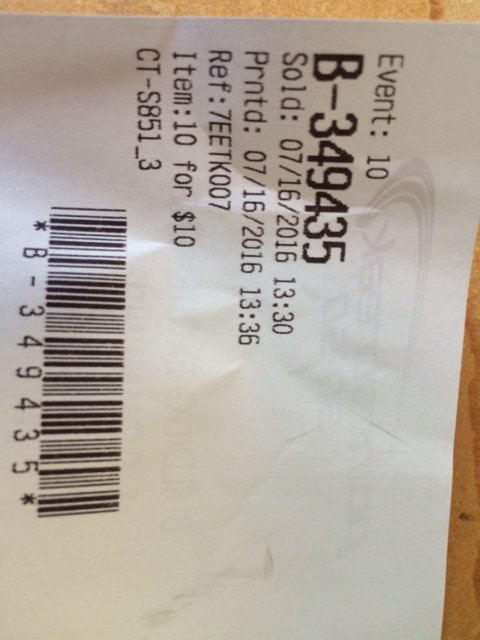 Event: 10
B-349435
Sold: 07/16/2016 13:30
Prntd: 07/16/2016 13:36
Ref:7EETK007
Item:10 for $10
CT-S851_3
*B-349435*